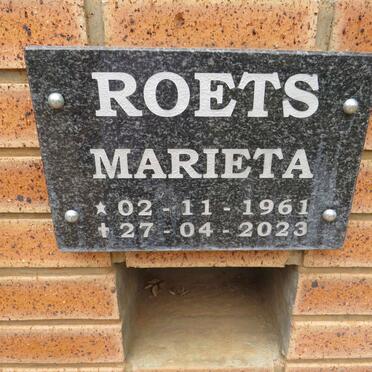 ROETS
MARIETA
★ 02 - 11 - 1961
✝ 27 - 04 - 2023